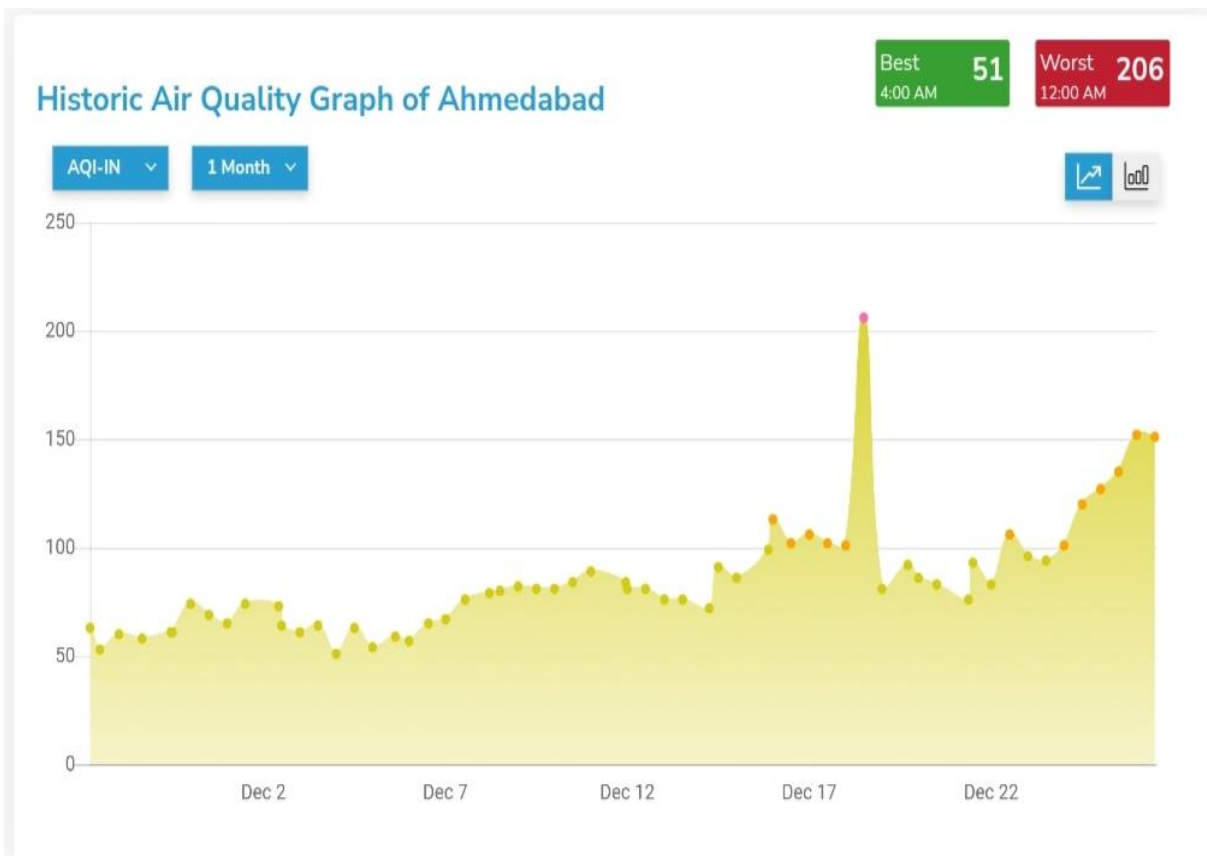 Best 51
4:00 AM
Worst 206
12:00 AM
Historic Air Quality Graph of Ahmedabad
AQI-IN
1 Month
250
200
150
100
50
0
Dec 2
Dec 7
Dec 12
Dec 17
Dec 22